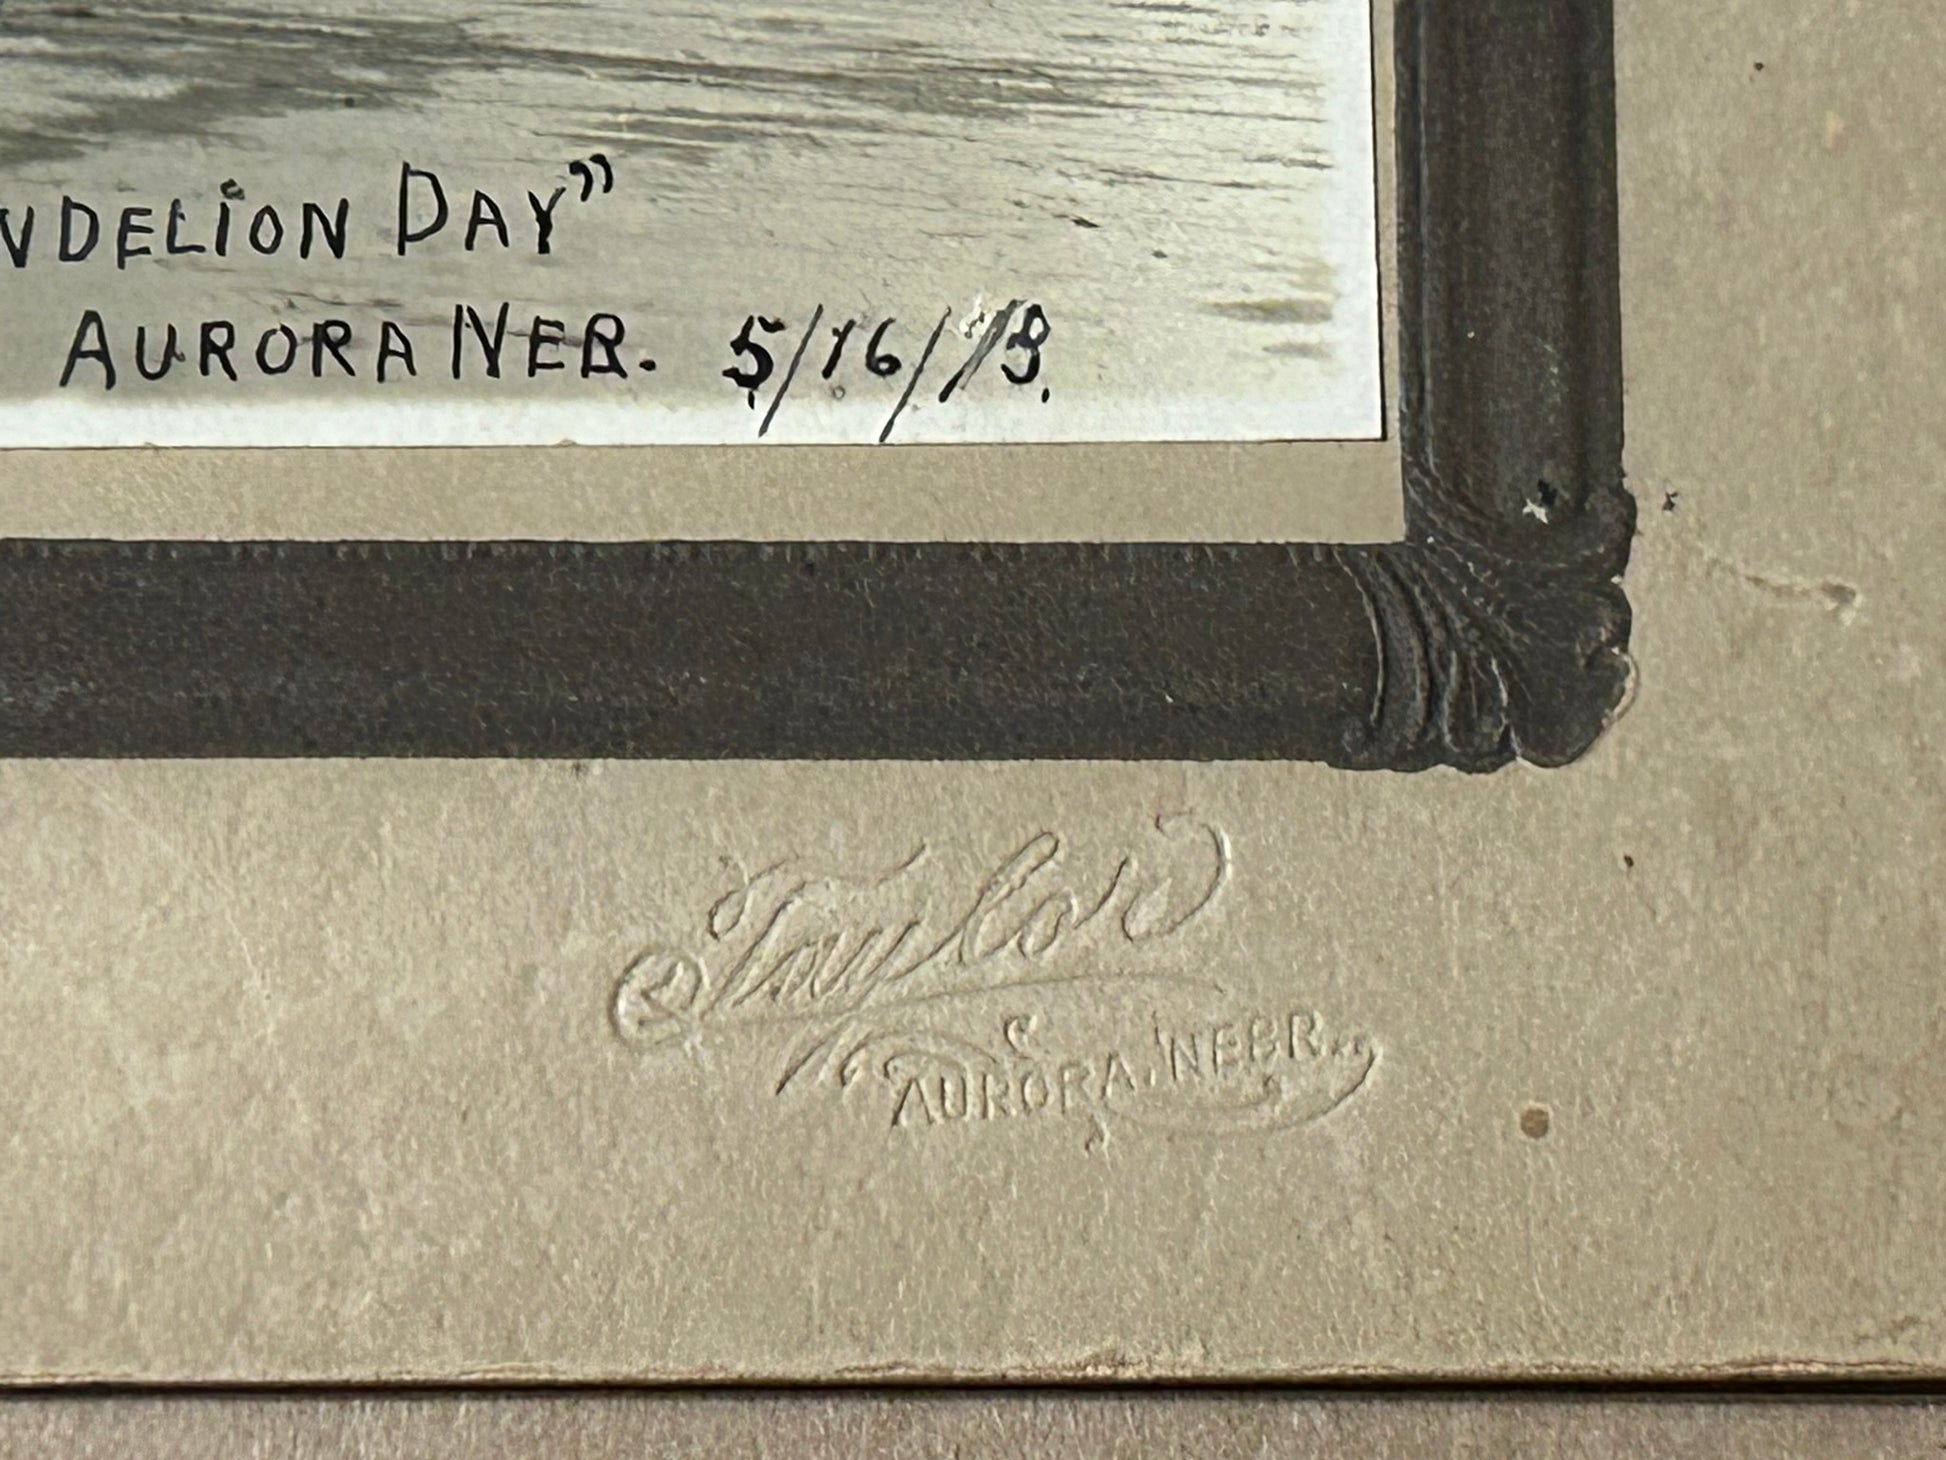 NDELION DAY”
AURORA NEB. 5/16/13.
Taylor
AURORA, NEBR.